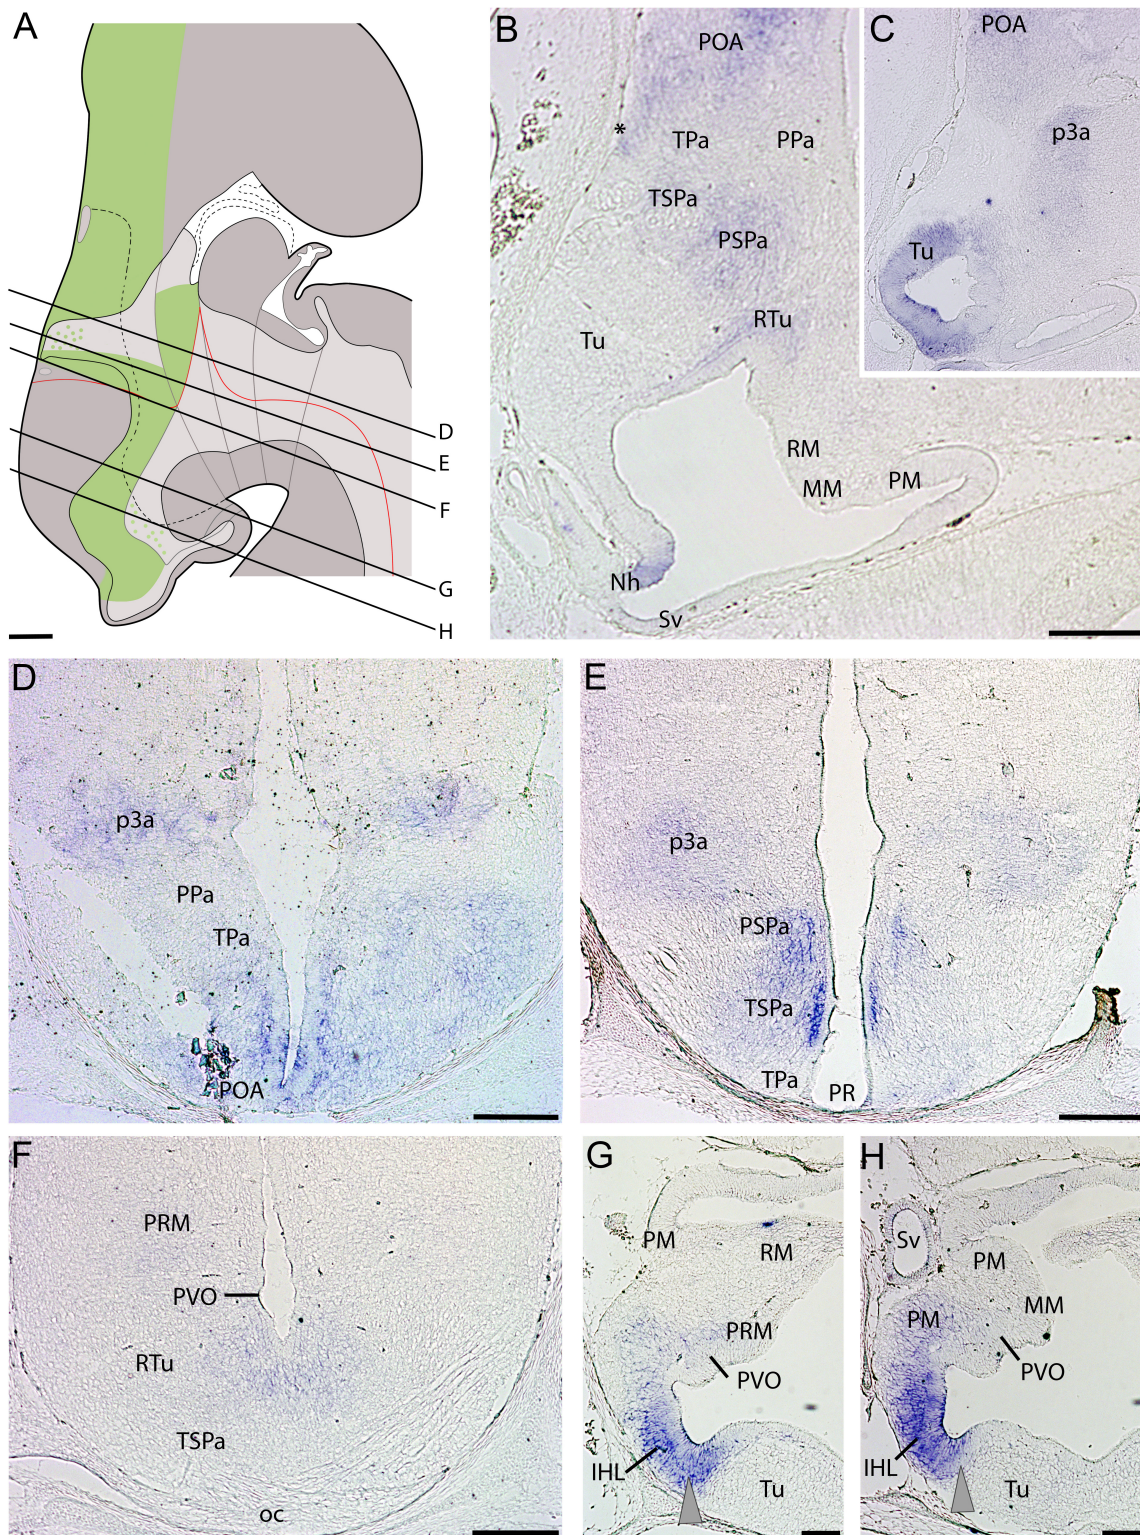 A
D
E
F
G
H
B
POA
*
TPa
PPa
TSPa
PSPa
Tu
RTu
RM
MM
PM
Nh
Sv
C
POA
p3a
Tu
D
p3a
PPa
TPa
POA
E
p3a
PSPa
TSPa
TPa
PR
F
PRM
PVO
RTu
TSPa
oc
G
PM
RM
PRM
PVO
IHL
Tu
H
Sv
PM
MM
PM
PVO
IHL
Tu